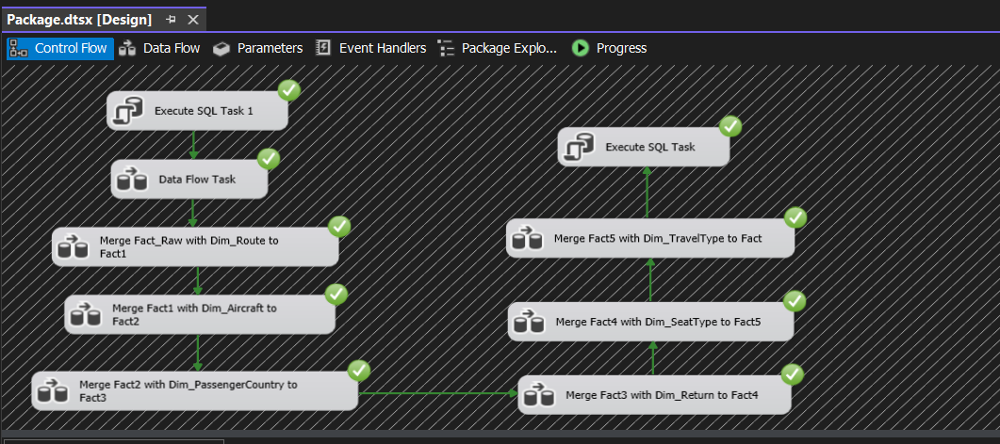 Package.dtsx [Design]
Control Flow
Data Flow
Parameters
Event Handlers
Package Explo...
Progress
Execute SQL Task 1
Data Flow Task
Merge Fact_Raw with Dim_Route to
Fact1
Merge Fact1 with Dim_Aircraft to
Fact2
Merge Fact2 with Dim_PassengerCountry to
Fact3
Merge Fact3 with Dim_Return to Fact4
Merge Fact4 with Dim_SeatType to Fact5
Merge Fact5 with Dim_TravelType to Fact
Execute SQL Task